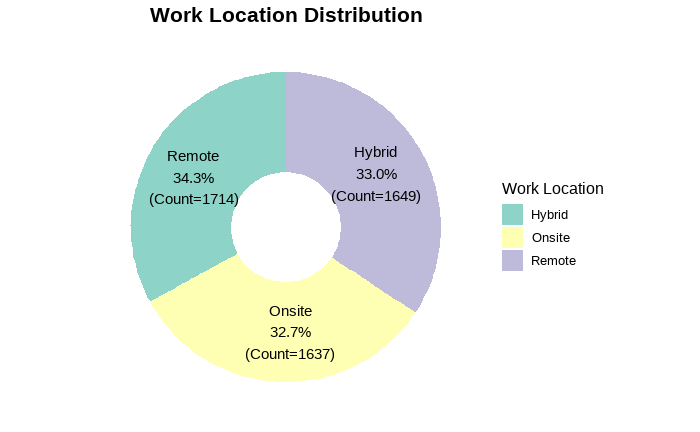 Work Location Distribution
Remote
34.3%
(Count=1714)
Hybrid
33.0%
(Count=1649)
Onsite
32.7%
(Count=1637)
Work Location
Hybrid
Onsite
Remote